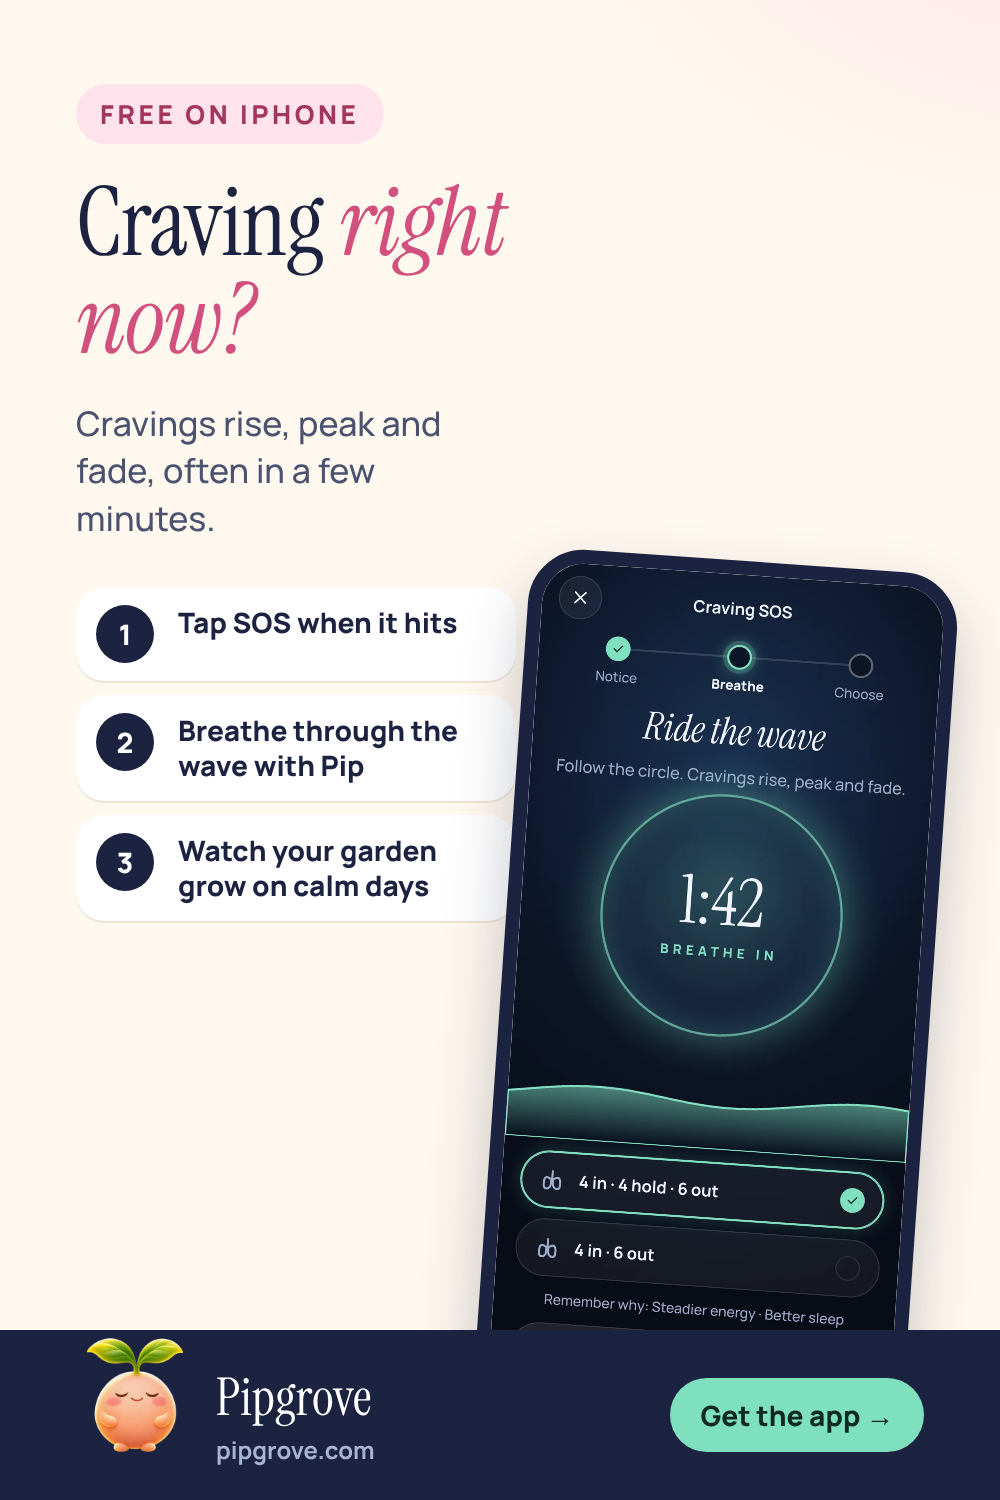 FREE ON IPHONE
Craving right
now?
Cravings rise, peak and
fade, often in a few
minutes.
1
Tap SOS when it hits
2
Breathe through the
wave with Pip
3
Watch your garden
grow on calm days
Craving SOS
Notice
Breathe
Choose
Ride the wave
Follow the circle. Cravings rise, peak and fade.
1:42
BREATHE IN
4 in · 4 hold · 6 out
4 in · 6 out
Remember why: Steadier energy · Better sleep
Pipgrove
pipgrove.com
Get the app →